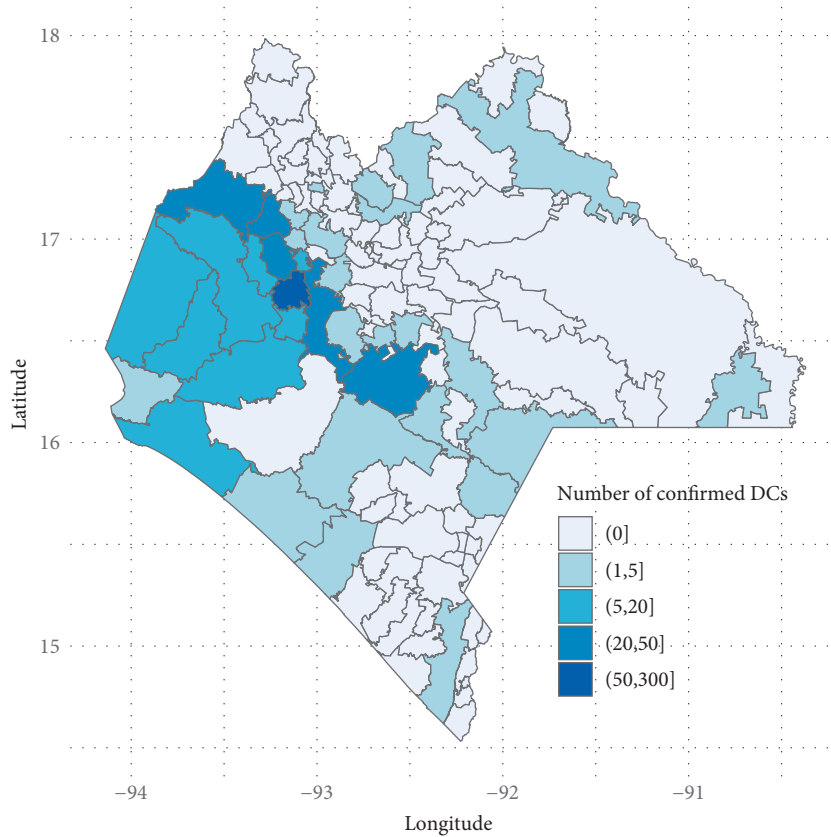 18
17
16
15
Latitude
Number of confirmed DCs
(0]
(1,5]
(5,20]
(20,50]
(50,300]
−94 −93 −92 −91
Longitude